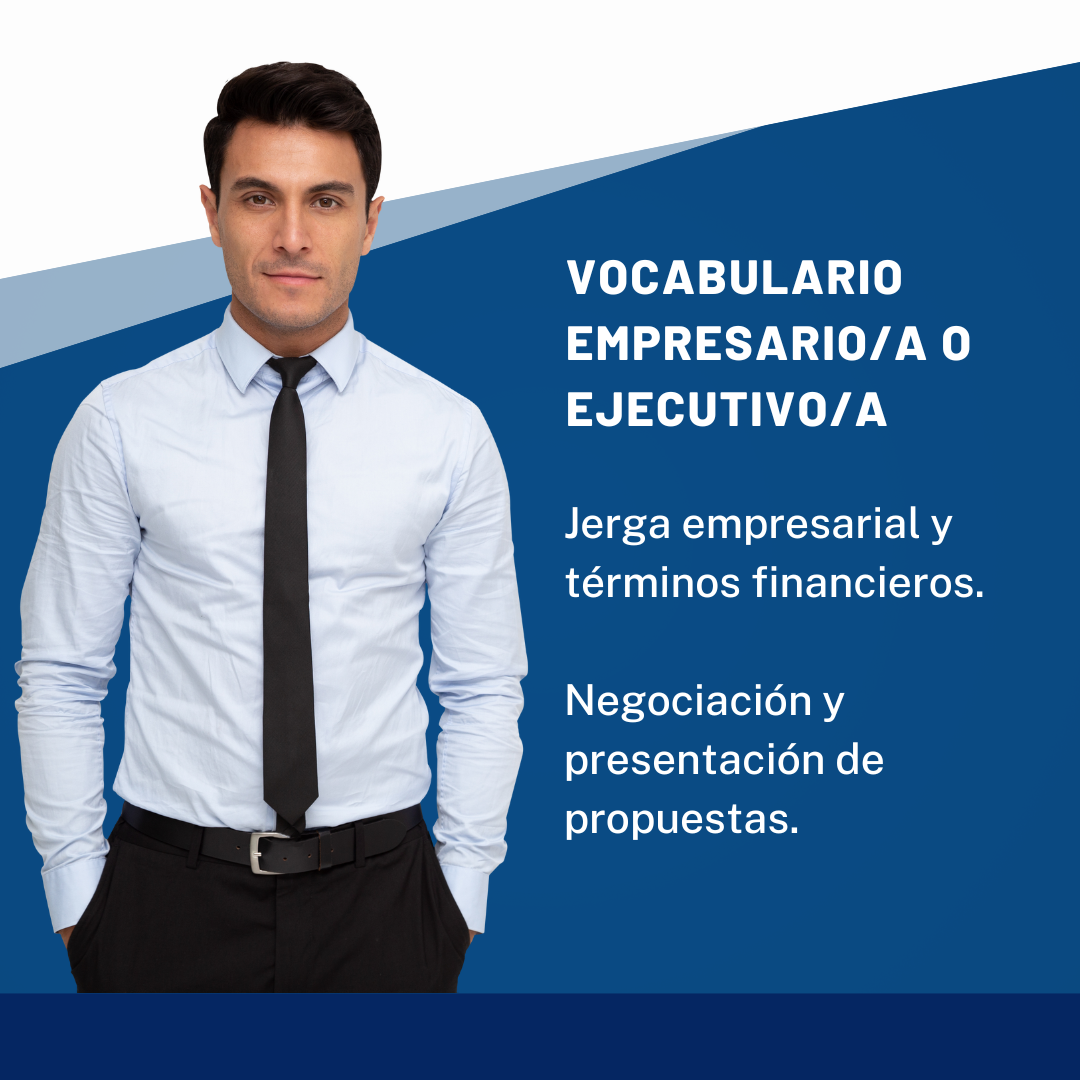 VOCABULARIO
EMPRESARIO/A O
EJECUTIVO/A
Jerga empresarial y
términos financieros.
Negociación y
presentación de
propuestas.